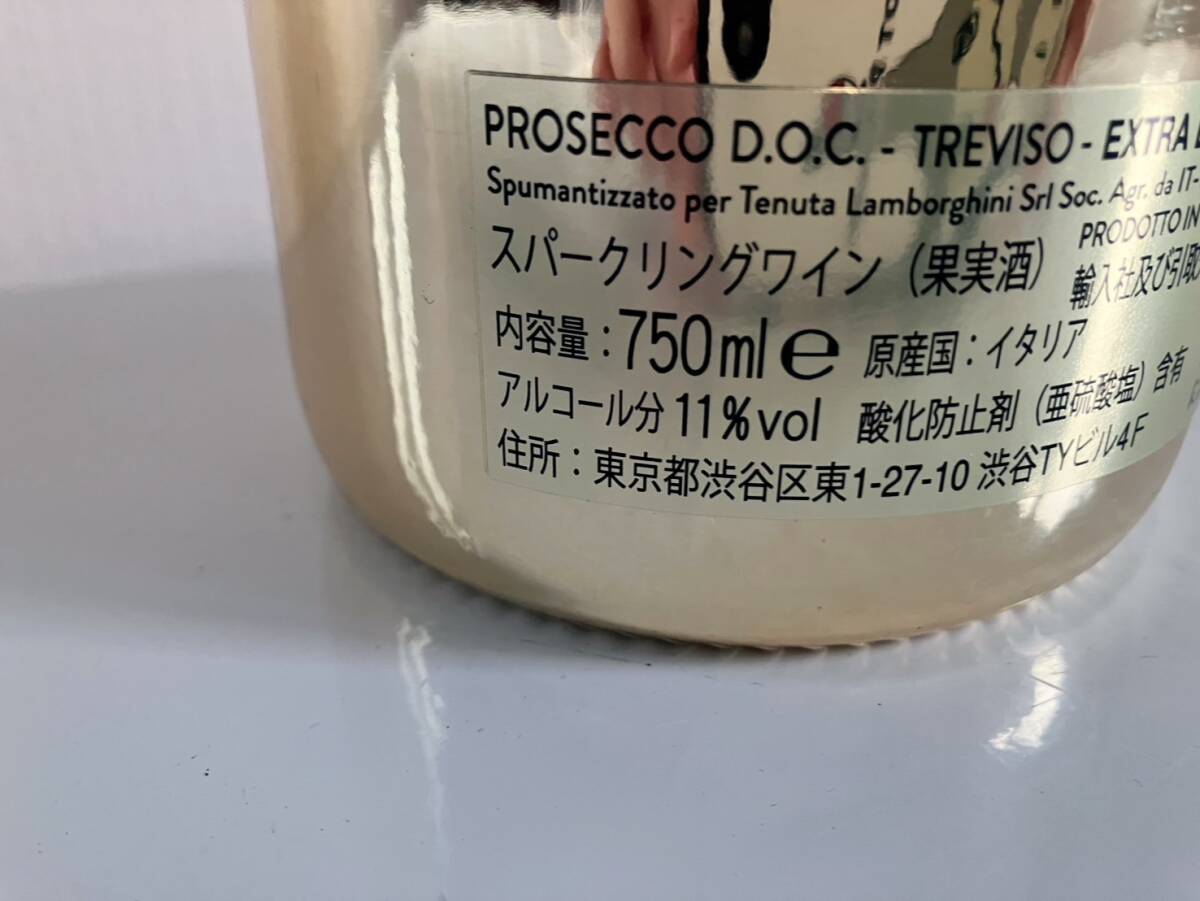 PROSECCO D.O.C. - TREVISO - EXTRA
Spumantizzato per Tenuta Lamborghini Srl Soc. Agr. da IT-
PRODOTTO IN
スパークリングワイン（果実酒）
輸入社及び引取
内容量：750ml e 原産国：イタリア
アルコール分 11%vol 酸化防止剤（亜硫酸塩）含有
住所：東京都渋谷区東1-27-10 渋谷TYビル4F